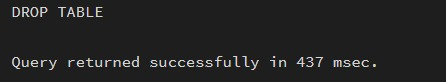 DROP TABLE
Query returned successfully in 437 msec.